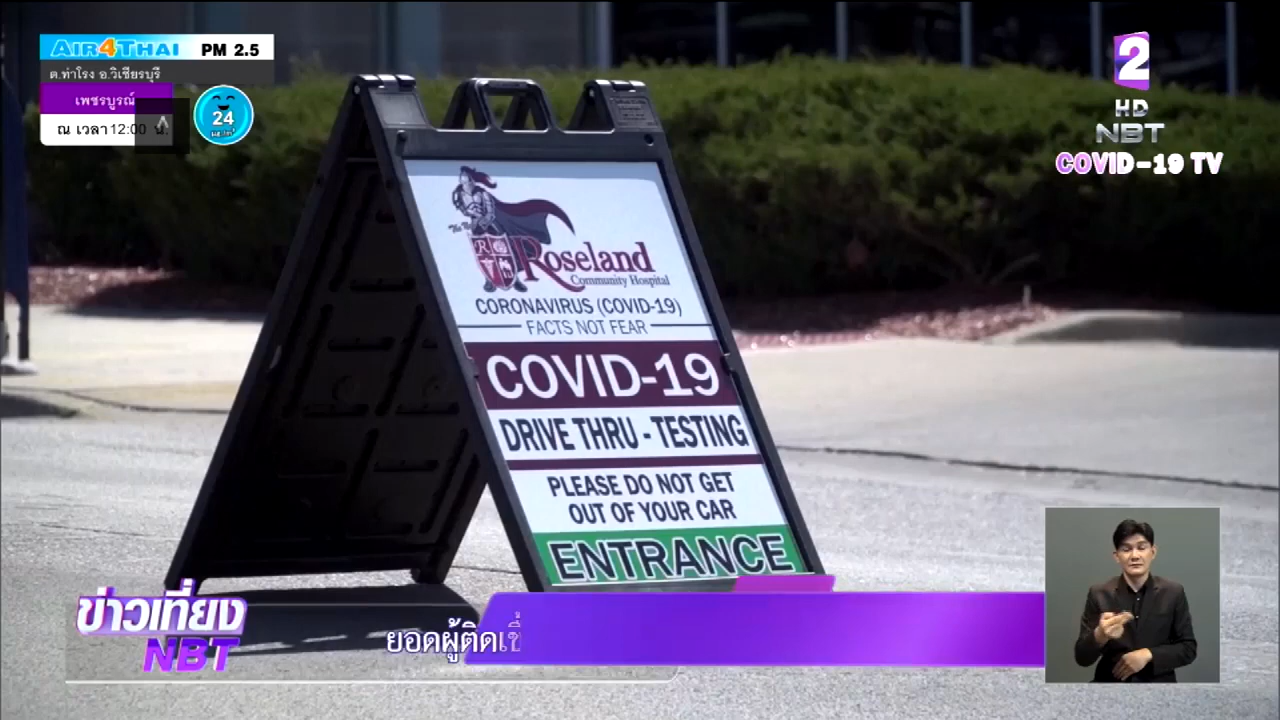 AIR4THAI PM 2.5
ต.ท่าโรง อ.วิเชียรบุรี
เพชรบูรณ์
ณ เวลา 12:00 น.
24
2
HD
NBT
COVID-19 TV
Roseland
Community Hospital
CORONAVIRUS (COVID-19)
FACTS NOT FEAR
COVID-19
DRIVE THRU - TESTING
PLEASE DO NOT GET
OUT OF YOUR CAR
ENTRANCE
ข่าวเที่ยง
NBT
ยอดผู้ติดเชื้